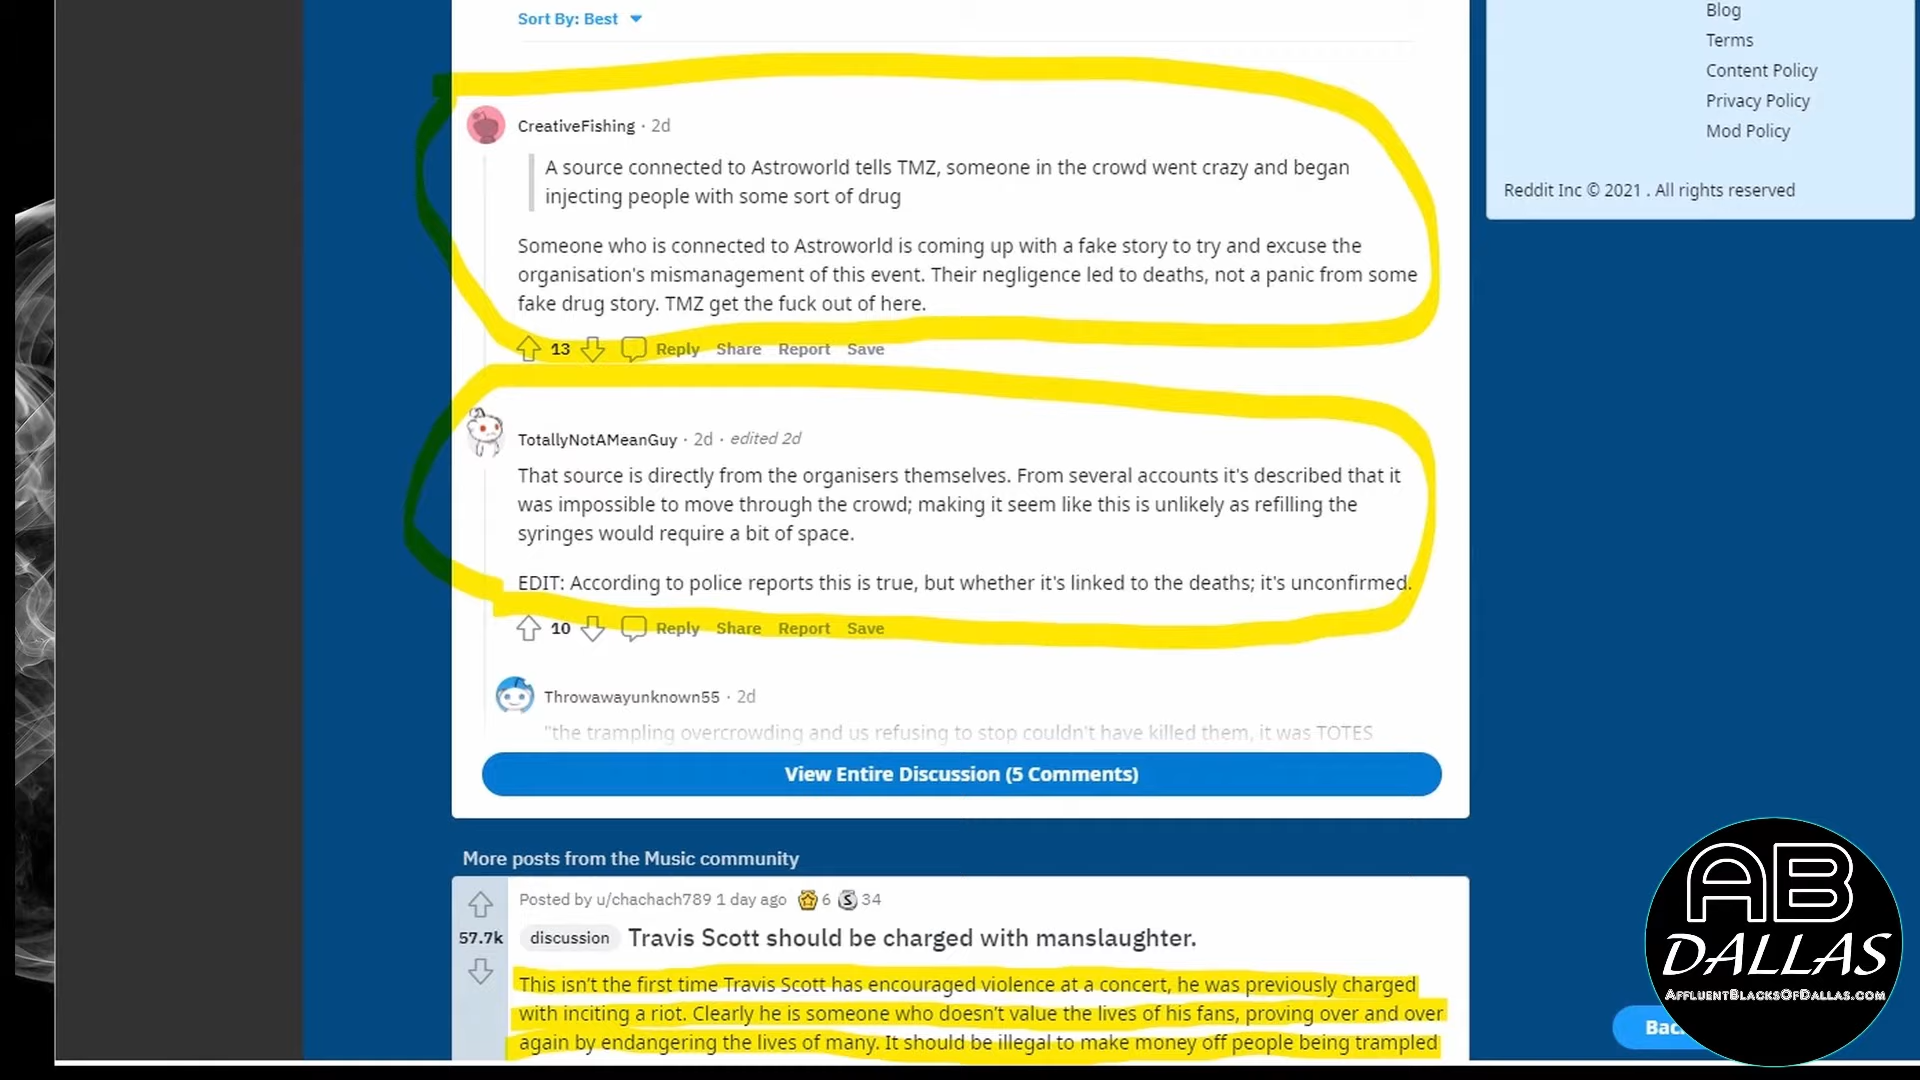 Sort By: Best
Blog
Terms
Content Policy
Privacy Policy
Mod Policy
Reddit Inc © 2021 . All rights reserved
CreativeFishing · 2d
A source connected to Astroworld tells TMZ, someone in the crowd went crazy and began
injecting people with some sort of drug
Someone who is connected to Astroworld is coming up with a fake story to try and excuse the
organisation's mismanagement of this event. Their negligence led to deaths, not a panic from some
fake drug story. TMZ get the fuck out of here.
13 Reply Share Report Save
TotallyNotAMeanGuy · 2d · edited 2d
That source is directly from the organisers themselves. From several accounts it's described that it
was impossible to move through the crowd; making it seem like this is unlikely as refilling the
syringes would require a bit of space.
EDIT: According to police reports this is true, but whether it's linked to the deaths; it's unconfirmed.
10 Reply Share Report Save
Throwawayunknown55 · 2d
"the trampling overcrowding and us refusing to stop couldn't have killed them, it was TOTES
View Entire Discussion (5 Comments)
More posts from the Music community
Posted by u/chachach789 1 day ago 6 34
57.7k
discussion Travis Scott should be charged with manslaughter.
This isn't the first time Travis Scott has encouraged violence at a concert, he was previously charged
with inciting a riot. Clearly he is someone who doesn't value the lives of his fans, proving over and over
again by endangering the lives of many. It should be illegal to make money off people being trampled
AB
DALLAS
AFFLUENTBLACKSOFDALLAS.COM